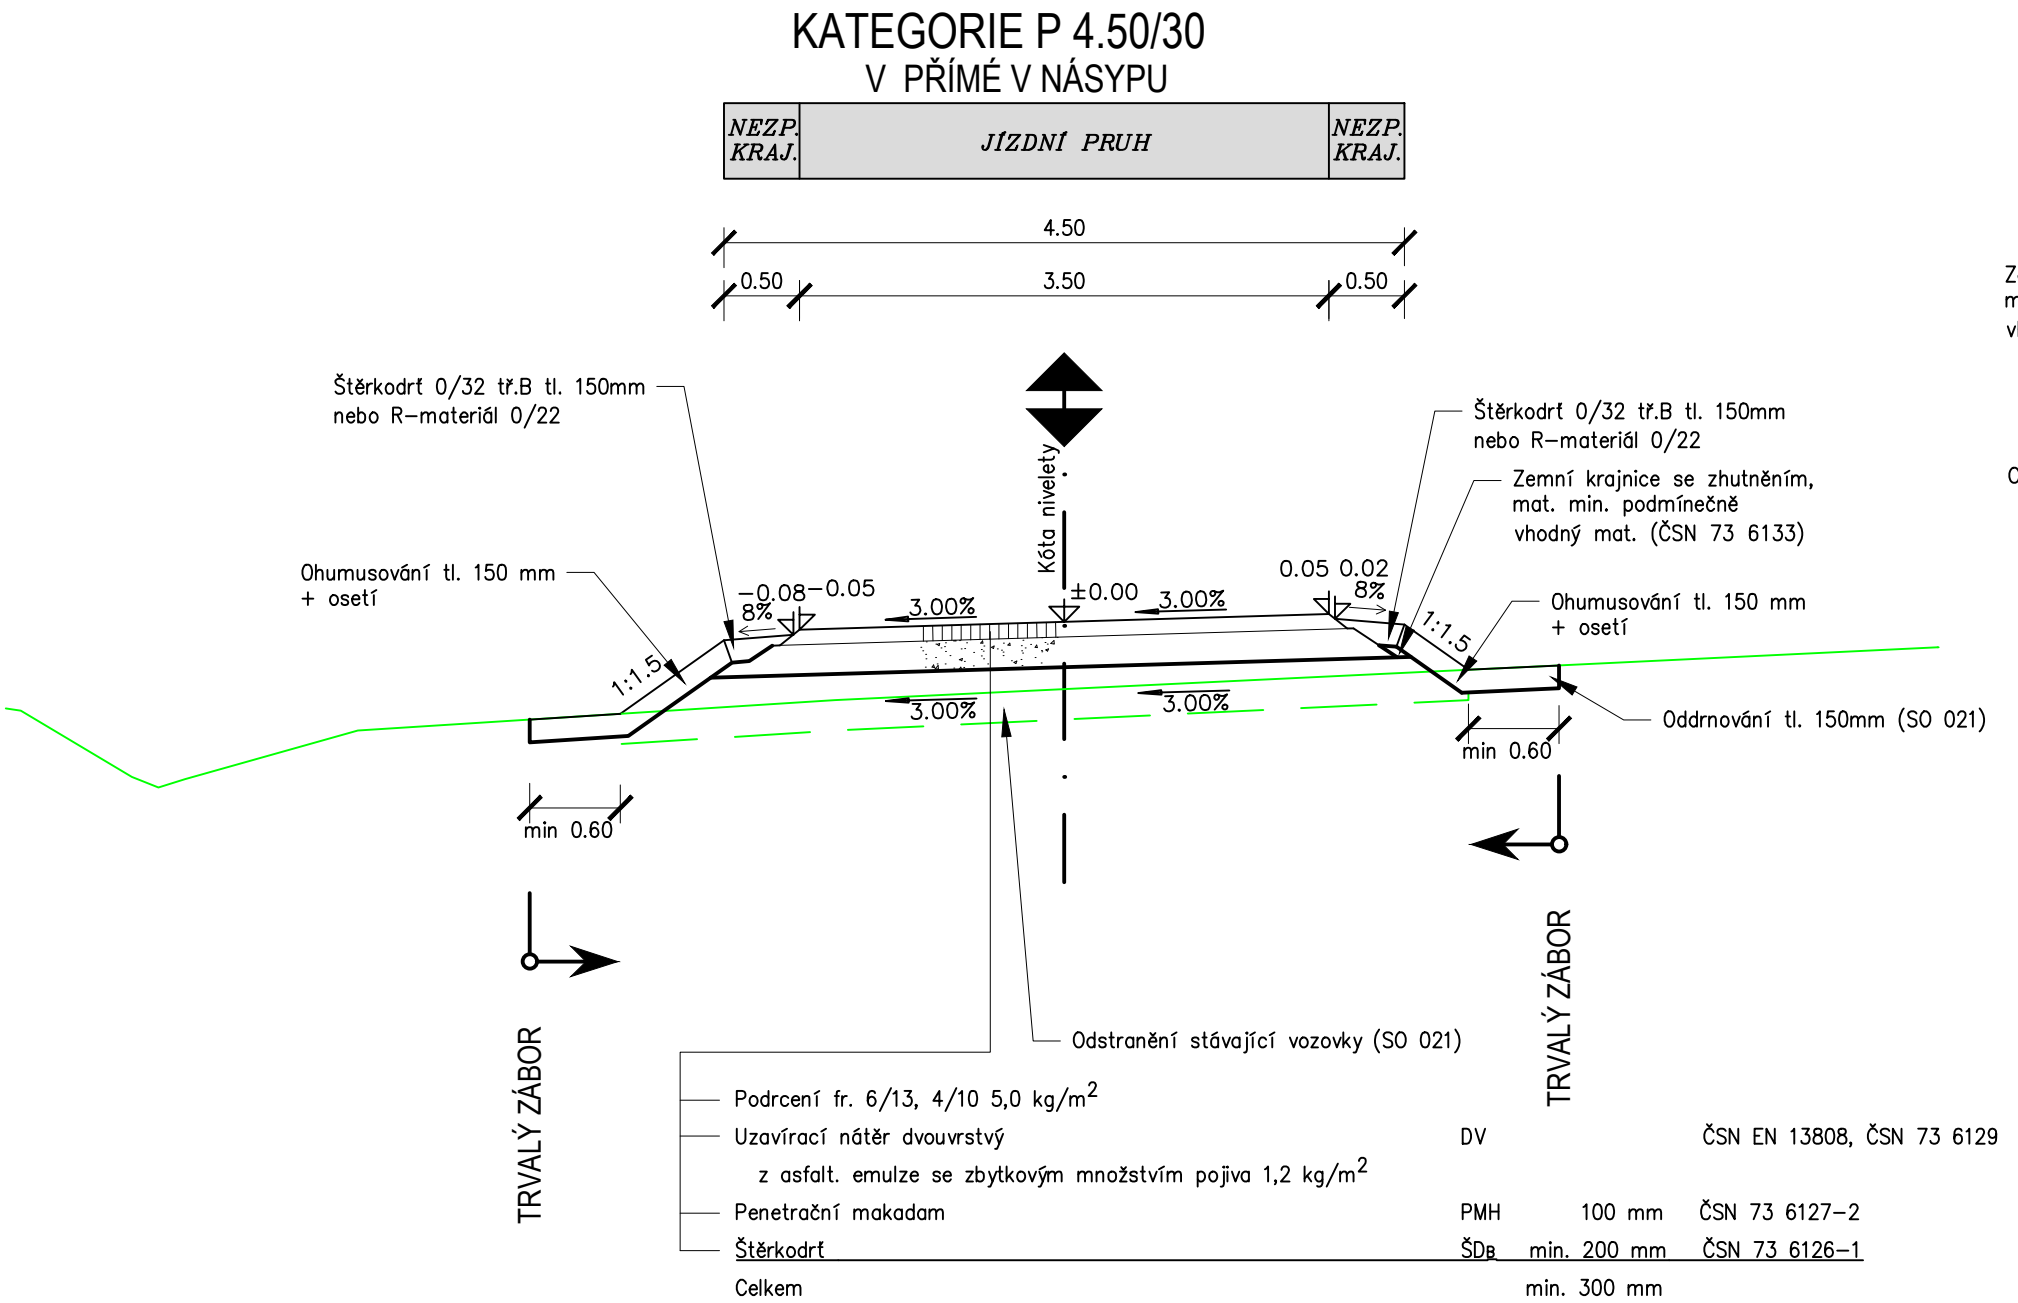 KATEGORIE P 4.50/30
V PŘÍMÉ V NÁSYPU
NEZP.
KRAJ.
JÍZDNÍ PRUH
NEZP.
KRAJ.
4.50
0.50
3.50
0.50
Štěrkodrť 0/32 tř.B tl. 150mm
nebo R-materiál 0/22
Štěrkodrť 0/32 tř.B tl. 150mm
nebo R-materiál 0/22
Zemní krajnice se zhutněním,
mat. min. podmínečně
vhodný mat. (ČSN 73 6133)
Kóta nivelety
Ohumusování tl. 150 mm
+ osetí
-0.08
-0.05
8%
3.00%
±0.00
3.00%
0.05
0.02
8%
Ohumusování tl. 150 mm
+ osetí
1:1.5
1:1.5
3.00%
3.00%
Oddrnování tl. 150mm (SO 021)
min 0.60
min 0.60
TRVALÝ ZÁBOR
TRVALÝ ZÁBOR
Odstranění stávající vozovky (SO 021)
Podrcení fr. 6/13, 4/10 5,0 kg/m²
Uzavírací nátěr dvouvrstvý DV ČSN EN 13808, ČSN 73 6129
z asfalt. emulze se zbytkovým množstvím pojiva 1,2 kg/m²
Penetrační makadam PMH 100 mm ČSN 73 6127-2
Štěrkodrť ŠDB min. 200 mm ČSN 73 6126-1
Celkem min. 300 mm